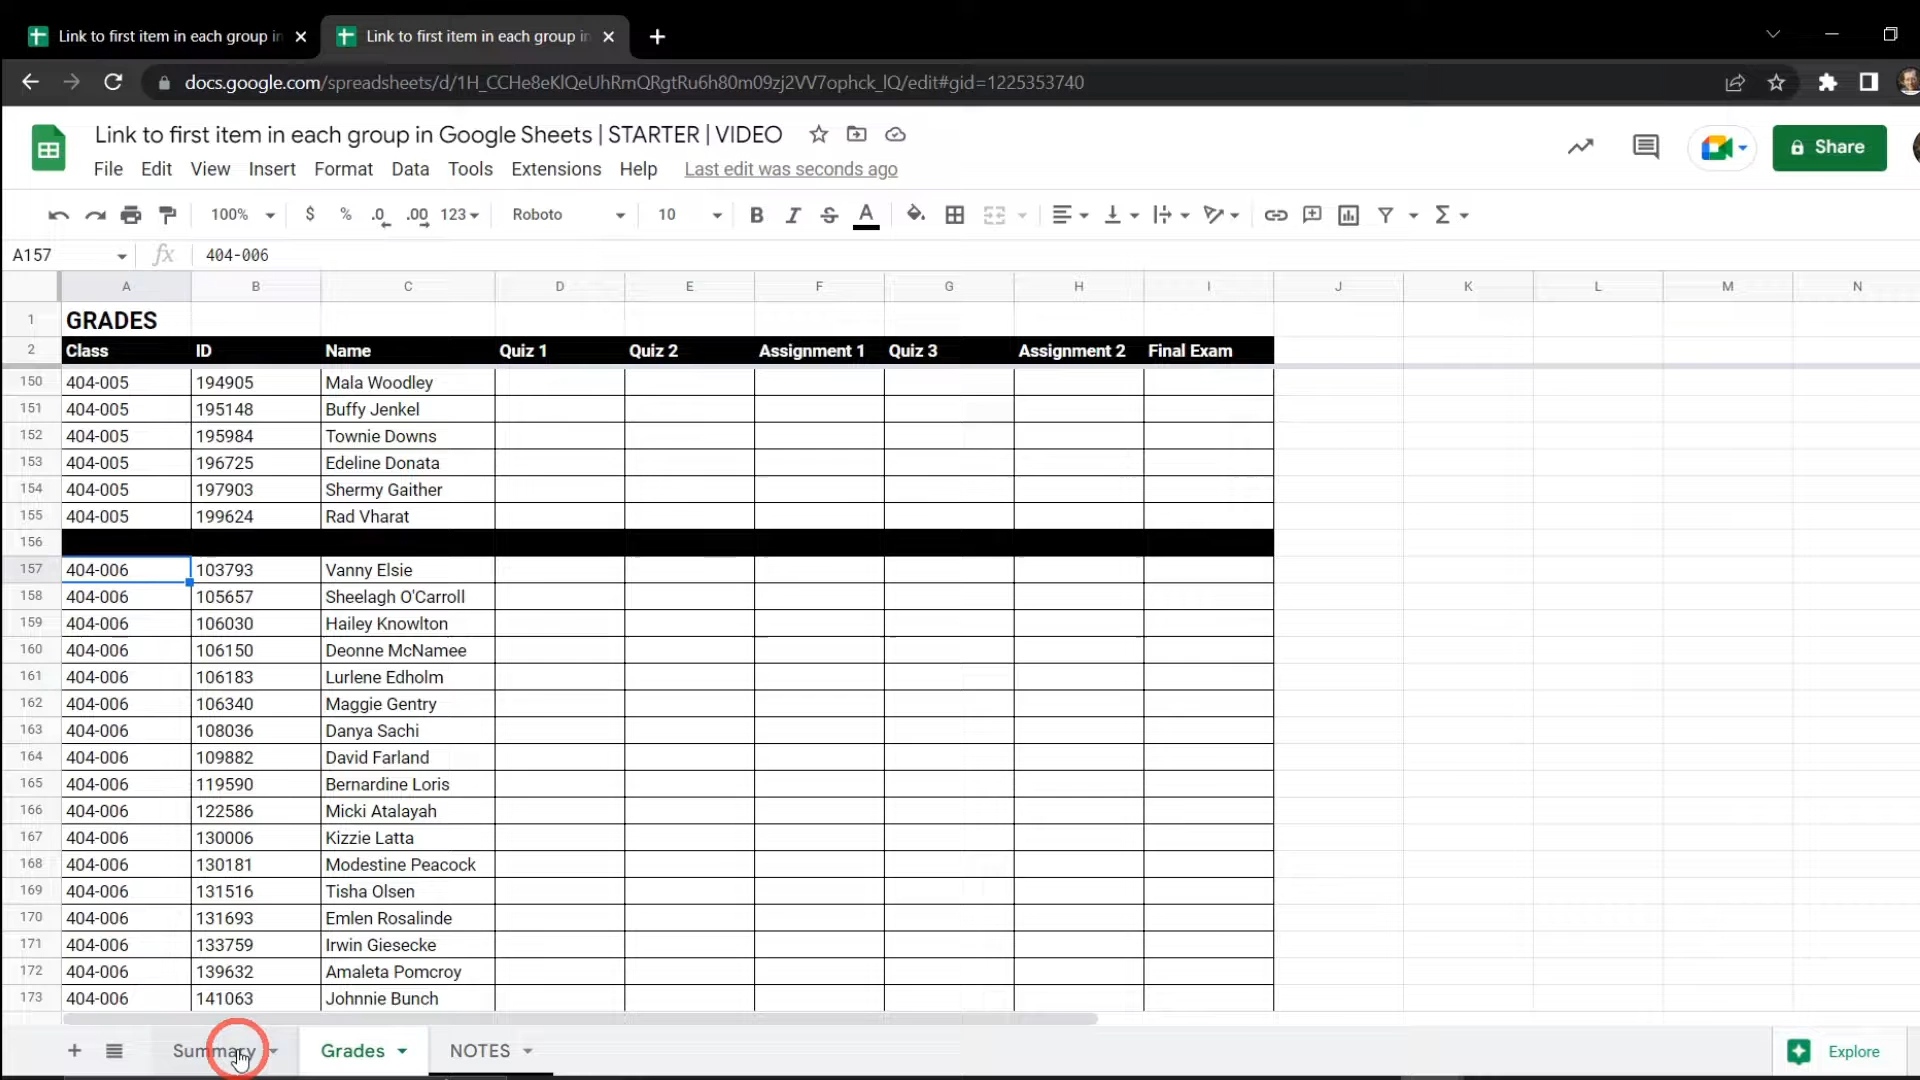 Link to first item in each group in
Link to first item in each group in
docs.google.com/spreadsheets/d/1H_CCHe8eKlQeUhRmQRgtRu6h80m09zj2VV7ophck_lQ/edit#gid=1225353740
Link to first item in each group in Google Sheets | STARTER | VIDEO
File Edit View Insert Format Data Tools Extensions Help Last edit was seconds ago
Share
100% $ % .0 .00 123 Roboto 10 B I S A Σ
A157 fx 404-006
A B C D E F G H I J K L M N
1 GRADES
2 Class ID Name Quiz 1 Quiz 2 Assignment 1 Quiz 3 Assignment 2 Final Exam
150 404-005 194905 Mala Woodley
151 404-005 195148 Buffy Jenkel
152 404-005 195984 Townie Downs
153 404-005 196725 Edeline Donata
154 404-005 197903 Shermy Gaither
155 404-005 199624 Rad Vharat
156
157 404-006 103793 Vanny Elsie
158 404-006 105657 Sheelagh O'Carroll
159 404-006 106030 Hailey Knowlton
160 404-006 106150 Deonne McNamee
161 404-006 106183 Lurlene Edholm
162 404-006 106340 Maggie Gentry
163 404-006 108036 Danya Sachi
164 404-006 109882 David Farland
165 404-006 119590 Bernardine Loris
166 404-006 122586 Micki Atalayah
167 404-006 130006 Kizzie Latta
168 404-006 130181 Modestine Peacock
169 404-006 131516 Tisha Olsen
170 404-006 131693 Emlen Rosalinde
171 404-006 133759 Irwin Giesecke
172 404-006 139632 Amaleta Pomcroy
173 404-006 141063 Johnnie Bunch
Summary Grades NOTES Explore